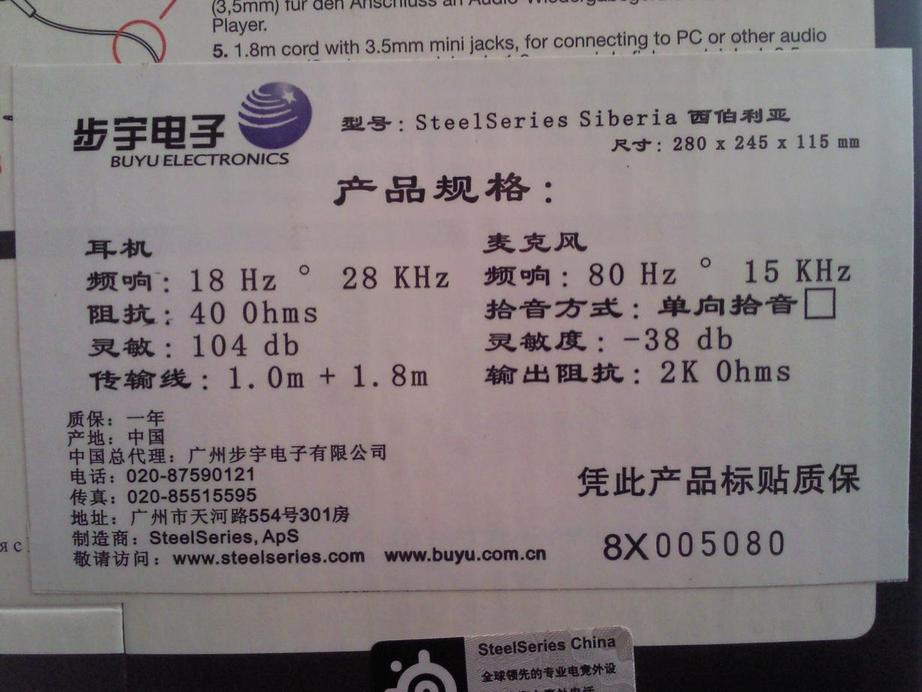 (3,5mm) für den Anschluss an Audio-
Player.
5. 1.8m cord with 3.5mm mini jacks, for connecting to PC or other audio
步宇电子
BUYU ELECTRONICS
型号: SteelSeries Siberia 西伯利亚
尺寸: 280 x 245 x 115 mm
产品规格:
耳机
频响: 18 Hz ° 28 KHz
阻抗: 40 Ohms
灵敏: 104 db
传输线: 1.0m + 1.8m
麦克风
频响: 80 Hz ° 15 KHz
拾音方式: 单向拾音□
灵敏度: -38 db
输出阻抗: 2K Ohms
质保: 一年
产地: 中国
中国总代理: 广州步宇电子有限公司
电话: 020-87590121
传真: 020-85515595
地址: 广州市天河路554号301房
制造商: SteelSeries, ApS
敬请访问: www.steelseries.com www.buyu.com.cn
凭此产品标贴质保
8X005080
SteelSeries China
全球领先的专业电竞外设